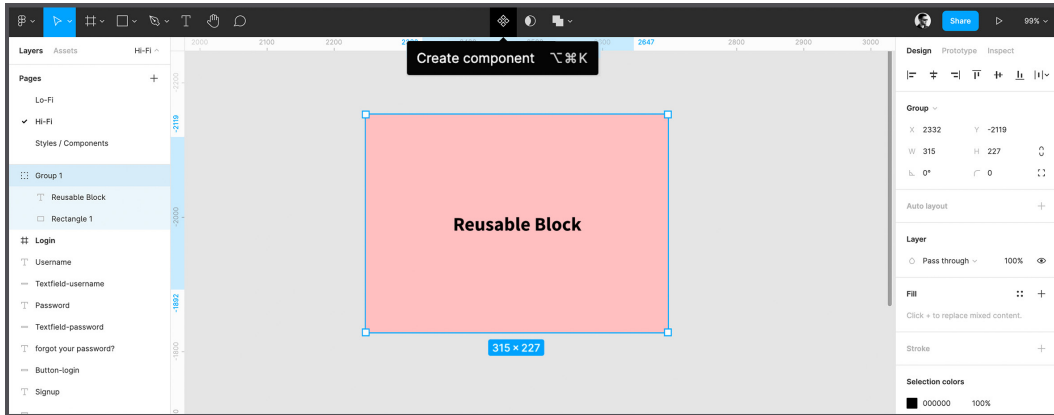 Share
99%
Layers Assets Hi-Fi
2000 2100 2200 2647 2800 2900 3000
Create component ⌥⌘K
Design Prototype Inspect
Pages
Lo-Fi
Hi-Fi
Styles / Components
Group 1
Reusable Block
Rectangle 1
Login
Username
Textfield-username
Password
Textfield-password
forgot your password?
Button-login
Signup
-2200
-2119
-2000
-1892
-1800
Reusable Block
315 × 227
Group
X 2332 Y -2119
W 315 H 227
0° 0
Auto layout
Layer
Pass through 100%
Fill
Click + to replace mixed content.
Stroke
Selection colors
000000 100%